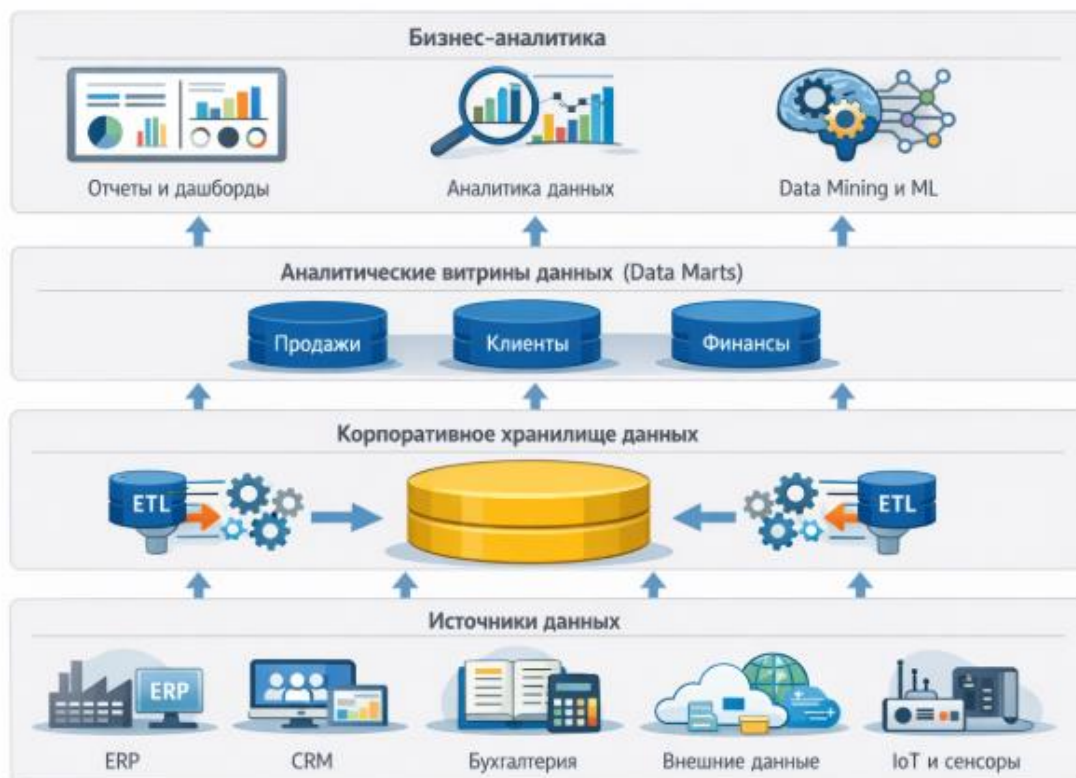 Бизнес-аналитика
Отчеты и дашборды
Аналитика данных
Data Mining и ML
Аналитические витрины данных (Data Marts)
Продажи
Клиенты
Финансы
Корпоративное хранилище данных
ETL
ETL
Источники данных
ERP
ERP
CRM
Бухгалтерия
Внешние данные
IoT и сенсоры